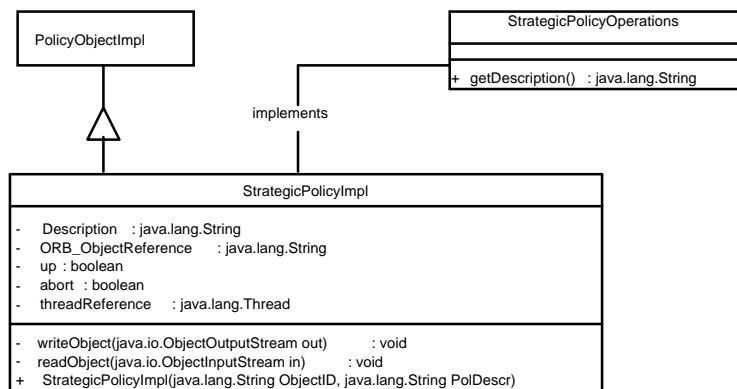 PolicyObjectImpl
StrategicPolicyOperations
+ getDescription() : java.lang.String
implements
StrategicPolicyImpl
- Description : java.lang.String
- ORB_ObjectReference : java.lang.String
- up : boolean
- abort : boolean
- threadReference : java.lang.Thread
- writeObject(java.io.ObjectOutputStream out) : void
- readObject(java.io.ObjectInputStream in) : void
+ StrategicPolicyImpl(java.lang.String ObjectID, java.lang.String PolDescr)